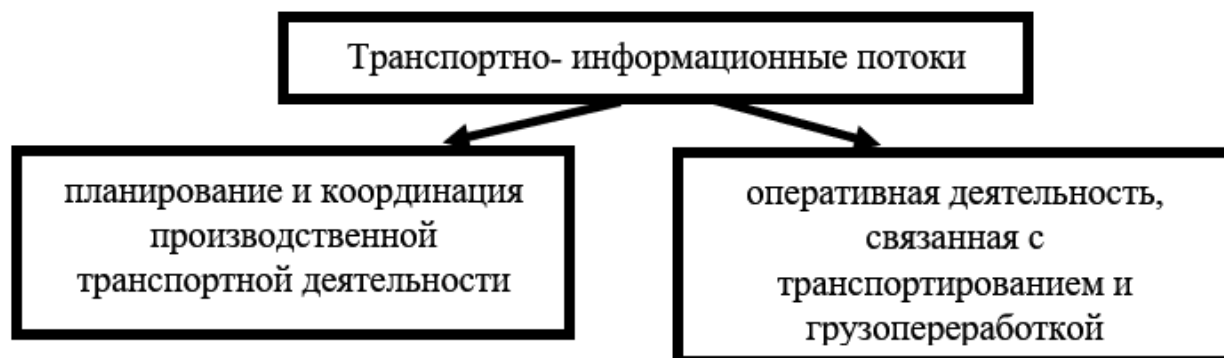 Транспортно- информационные потоки
планирование и координация
производственной
транспортной деятельности
оперативная деятельность,
связанная с
транспортированием и
грузопереработкой